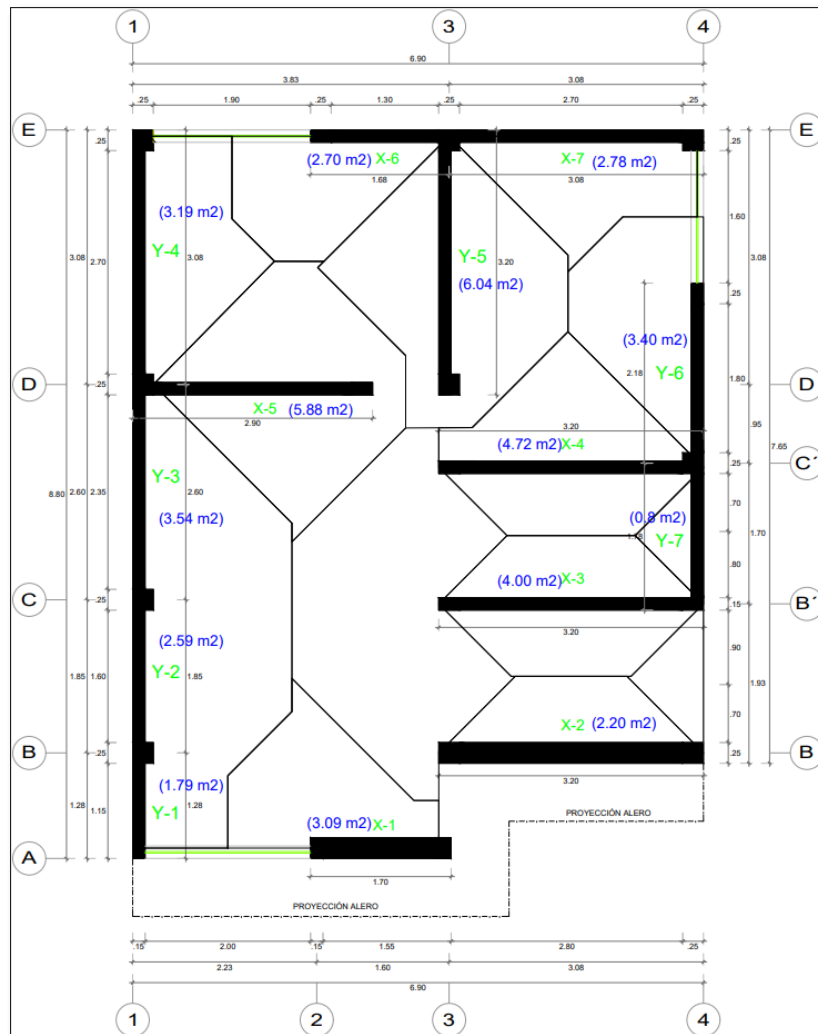 1 3 4
6.90
3.83 3.08
.25 1.90 .25 1.30 .25 2.70 .25
E E
.25 (2.70 m2) X-6 X-7 (2.78 m2) .25
1.68 3.08
(3.19 m2) 1.60
3.08 2.70 Y-4 3.08 Y-5 3.20 3.08
(6.04 m2)
.25
(3.40 m2)
Y-6
2.18
D .25 1.80 D
X-5 (5.88 m2)
2.90 3.20 .95
(4.72 m2) X-4 7.65
Y-3 .25 C´
8.80 2.60 2.35 2.60
(3.54 m2) (0.8 m2) .70
1.73 Y-7 1.70
(4.00 m2) X-3 .80
C .25 .15 B´
3.20
(2.59 m2) .90
1.85 1.60 Y-2 1.85 1.93
X-2 (2.20 m2) .70
B .25 .25 B
3.20
(1.79 m2)
1.28 1.15 Y-1 1.28
(3.09 m2) X-1 PROYECCIÓN ALERO
A
1.70
PROYECCIÓN ALERO
.15 2.00 .15 1.55 2.80 .25
2.23 1.60 3.08
6.90
1 2 3 4